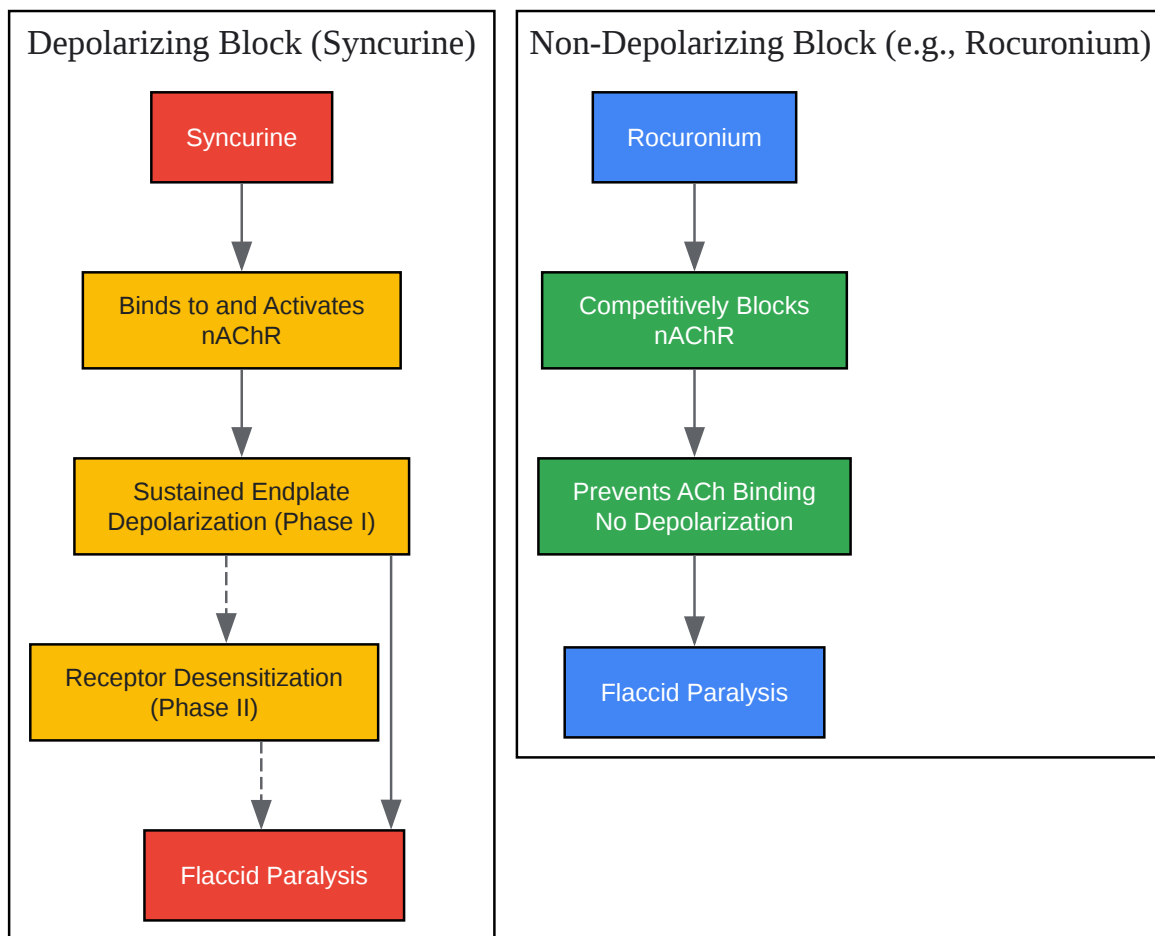 Depolarizing Block (Syncurine)
Syncurine
Binds to and Activates
nAChR
Sustained Endplate
Depolarization (Phase I)
Receptor Desensitization
(Phase II)
Flaccid Paralysis
Non-Depolarizing Block (e.g., Rocuronium)
Rocuronium
Competitively Blocks
nAChR
Prevents ACh Binding
No Depolarization
Flaccid Paralysis